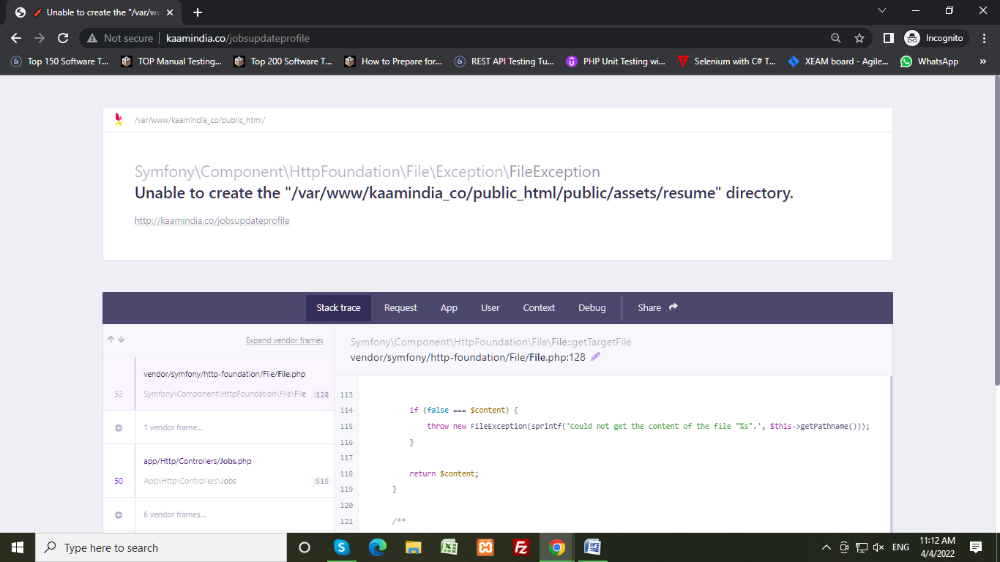 Unable to create the "/var/wv
Not secure
kaamindia.co/jobsupdateprofile
Incognito
Top 150 Software T...
TOP Manual Testing...
Top 200 Software T...
How to Prepare for...
REST API Testing Tu...
PHP Unit Testing wi...
Selenium with C# T...
XEAM board - Agile...
WhatsApp
»
/var/www/kaamindia_co/public_html/
Symfony\Component\HttpFoundation\File\Exception\FileException
Unable to create the "/var/www/kaamindia_co/public_html/public/assets/resume" directory.
http://kaamindia.co/jobsupdateprofile
Stack trace
Request
App
User
Context
Debug
Share
Expand vendor frames
vendor/symfony/http-foundation/File/File.php
52 Symfony\Component\HttpFoundation\File\File :128
1 vendor frame...
app/Http/Controllers/Jobs.php
50 App\Http\Controllers\Jobs :515
6 vendor frames...
Symfony\Component\HttpFoundation\File\File::getTargetFile
vendor/symfony/http-foundation/File/File.php:128
113
114 if (false === $content) {
115 throw new FileException(sprintf('Could not get the content of the file "%s".', $this->getPathname()));
116 }
117
118 return $content;
119 }
120
121 /**
Type here to search
ENG
11:12 AM
4/4/2022